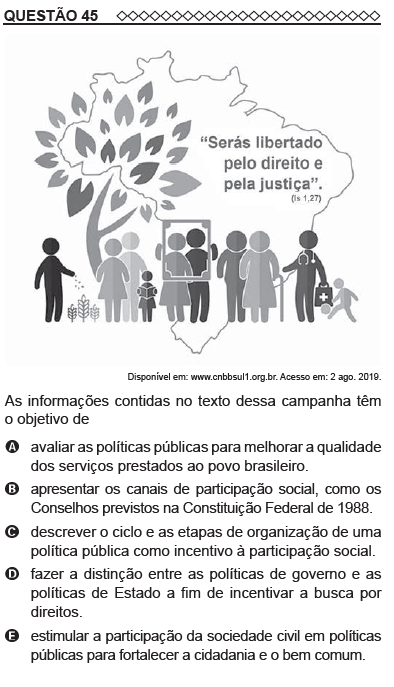 QUESTÃO 45
“Serás libertado
pelo direito e
pela justiça”.
(Is 1,27)
Disponível em: www.cnbbsul1.org.br. Acesso em: 2 ago. 2019.
As informações contidas no texto dessa campanha têm
o objetivo de
A avaliar as políticas públicas para melhorar a qualidade
dos serviços prestados ao povo brasileiro.
B apresentar os canais de participação social, como os
Conselhos previstos na Constituição Federal de 1988.
C descrever o ciclo e as etapas de organização de uma
política pública como incentivo à participação social.
D fazer a distinção entre as políticas de governo e as
políticas de Estado a fim de incentivar a busca por
direitos.
E estimular a participação da sociedade civil em políticas
públicas para fortalecer a cidadania e o bem comum.